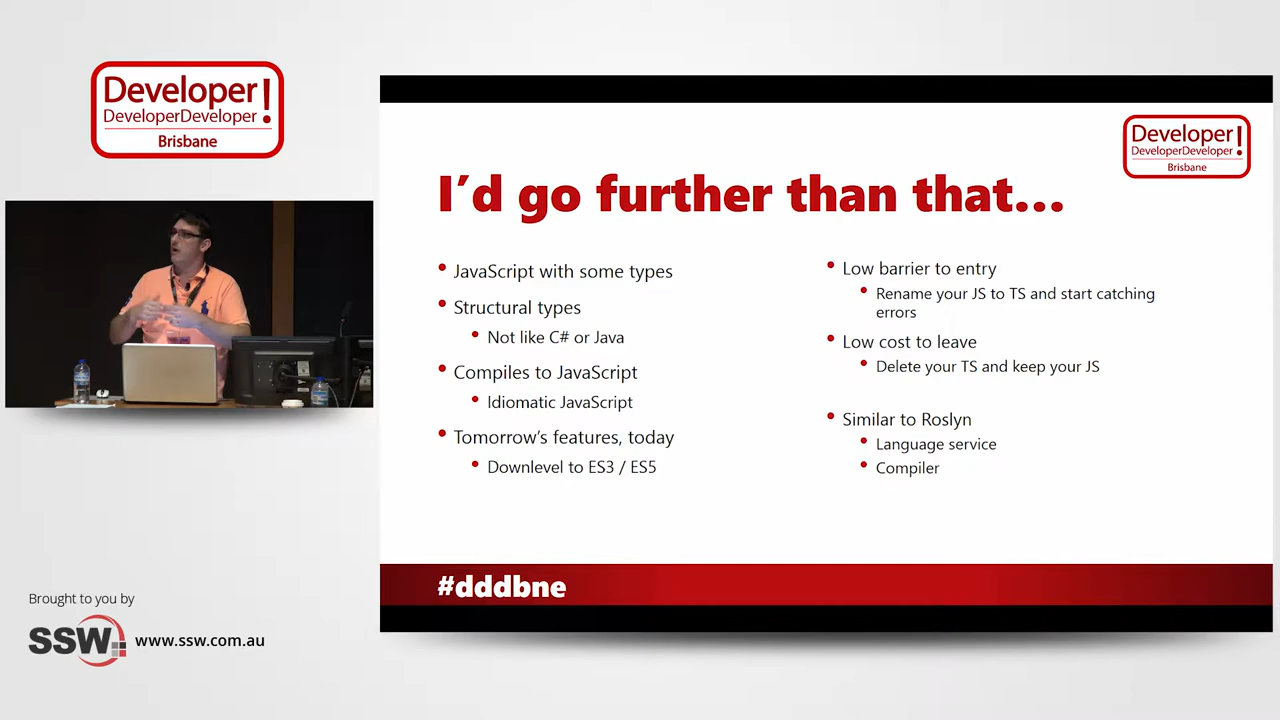 Developer!
DeveloperDeveloper
Brisbane
Developer!
DeveloperDeveloper
Brisbane
I´d go further than that...
• JavaScript with some types
• Structural types
• Not like C# or Java
• Compiles to JavaScript
• Idiomatic JavaScript
• Tomorrow's features, today
• Downlevel to ES3 / ES5
• Low barrier to entry
• Rename your JS to TS and start catching
errors
• Low cost to leave
• Delete your TS and keep your JS
• Similar to Roslyn
• Language service
• Compiler
#dddbne
Brought to you by
SSW
www.ssw.com.au